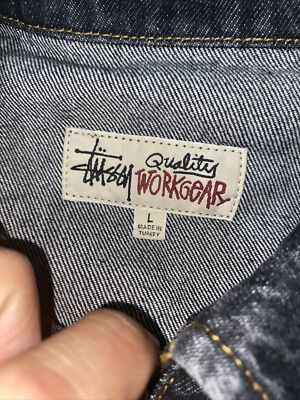 Stüssy Quality
WORKGEAR
L
MADE IN
TURKEY